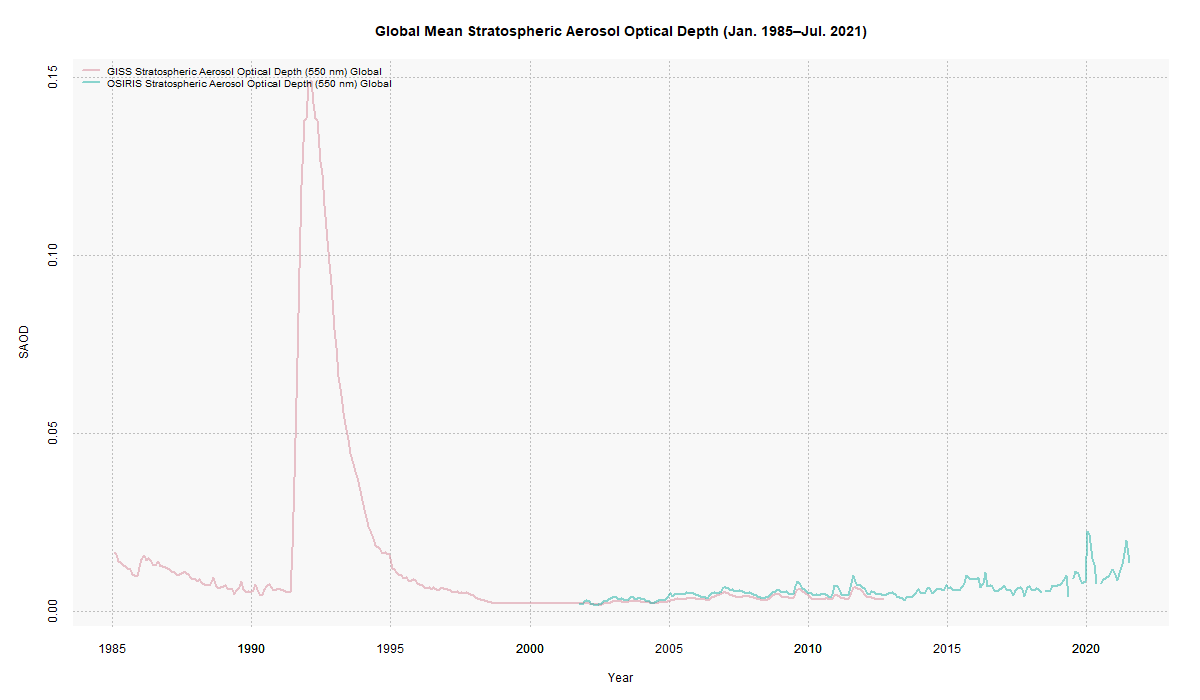 Global Mean Stratospheric Aerosol Optical Depth (Jan. 1985–Jul. 2021)
GISS Stratospheric Aerosol Optical Depth (550 nm) Global
OSIRIS Stratospheric Aerosol Optical Depth (550 nm) Global
0.15
0.10
0.05
0.00
SAOD
1985 1990 1995 2000 2005 2010 2015 2020
Year